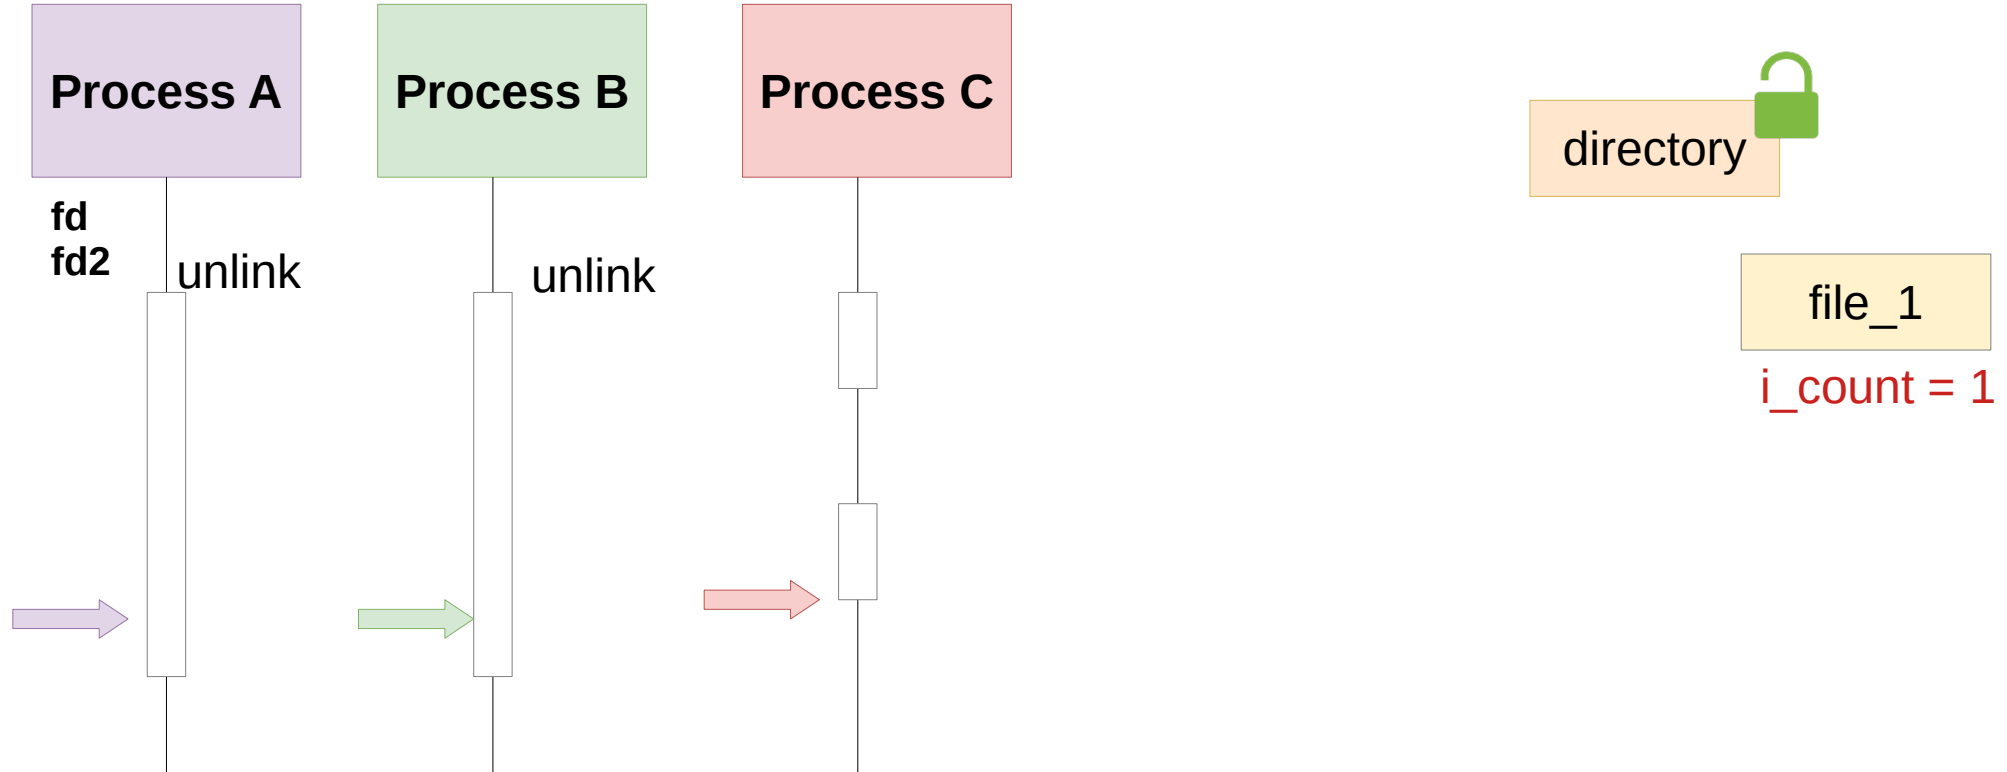 Process A
Process B
Process C
directory
fd
fd2
unlink
unlink
file_1
i_count = 1